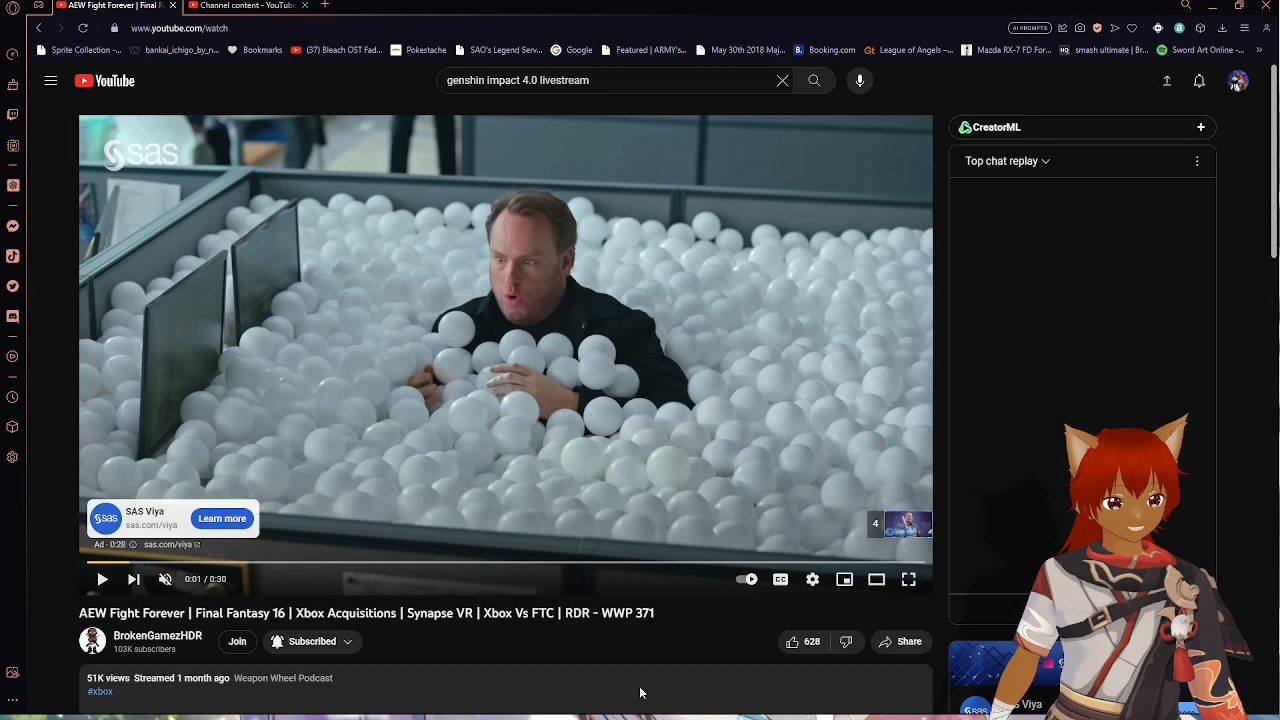 AEW Fight Forever | Final F
Channel content - YouTube
www.youtube.com/watch
AI PROMPTS
Sprite Collection -...
bankai_ichigo_by_n...
Bookmarks
(37) Bleach OST Fad...
Pokestache
SAO's Legend Serv...
Google
Featured | ARMY's...
May 30th 2018 Maj...
Booking.com
League of Angels -...
Mazda RX-7 FD For...
smash ultimate | Br...
Sword Art Online -...
YouTube
genshin impact 4.0 livestream
sas
CreatorML
Top chat replay
SAS Viya
sas.com/viya
Learn more
4
Ad · 0:28
sas.com/viya
0:01 / 0:30
CC
AEW Fight Forever | Final Fantasy 16 | Xbox Acquisitions | Synapse VR | Xbox Vs FTC | RDR - WWP 371
BrokenGamezHDR
103K subscribers
Join
Subscribed
628
Share
51K views Streamed 1 month ago Weapon Wheel Podcast
#xbox
sas